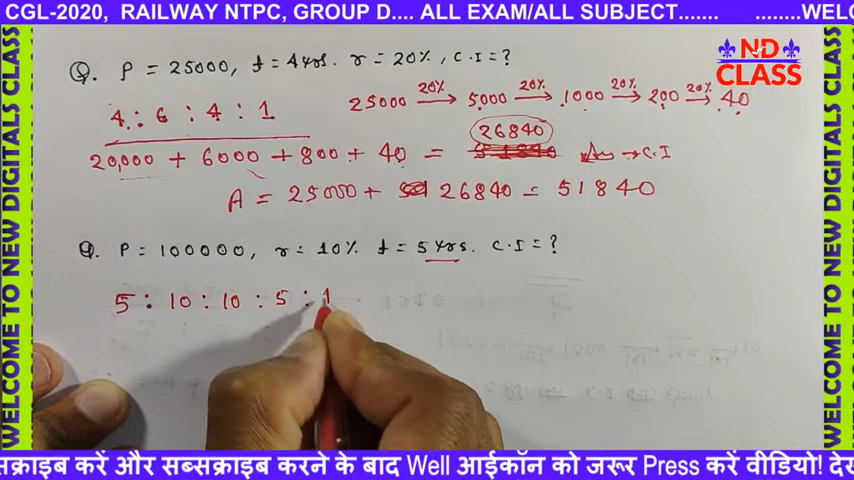 CGL-2020, RAILWAY NTPC, GROUP D.... ALL EXAM/ALL SUBJECT....... ........WELC
ND
CLASS
WELCOME TO NEW DIGITALS CLASS
WELCOME TO NEW DIGITALS CLASS
Q. P = 25000, t = 4 yrs. r = 20%, C.I = ?
25000 →20% 5000 →20% 1000 →20% 200 →20% 40
4 : 6 : 4 : 1
26840
20,000 + 6000 + 800 + 40 = Ans → C.I
A = 25000 + 26840 = 51840
Q. P = 100000, r = 10% t = 5 yrs. C.I = ?
5 : 10 : 10 : 5 : 1
सक्राइब करें और सब्सक्राइब करने के बाद Well आईकॉन को जरूर Press करें वीडियो! देख